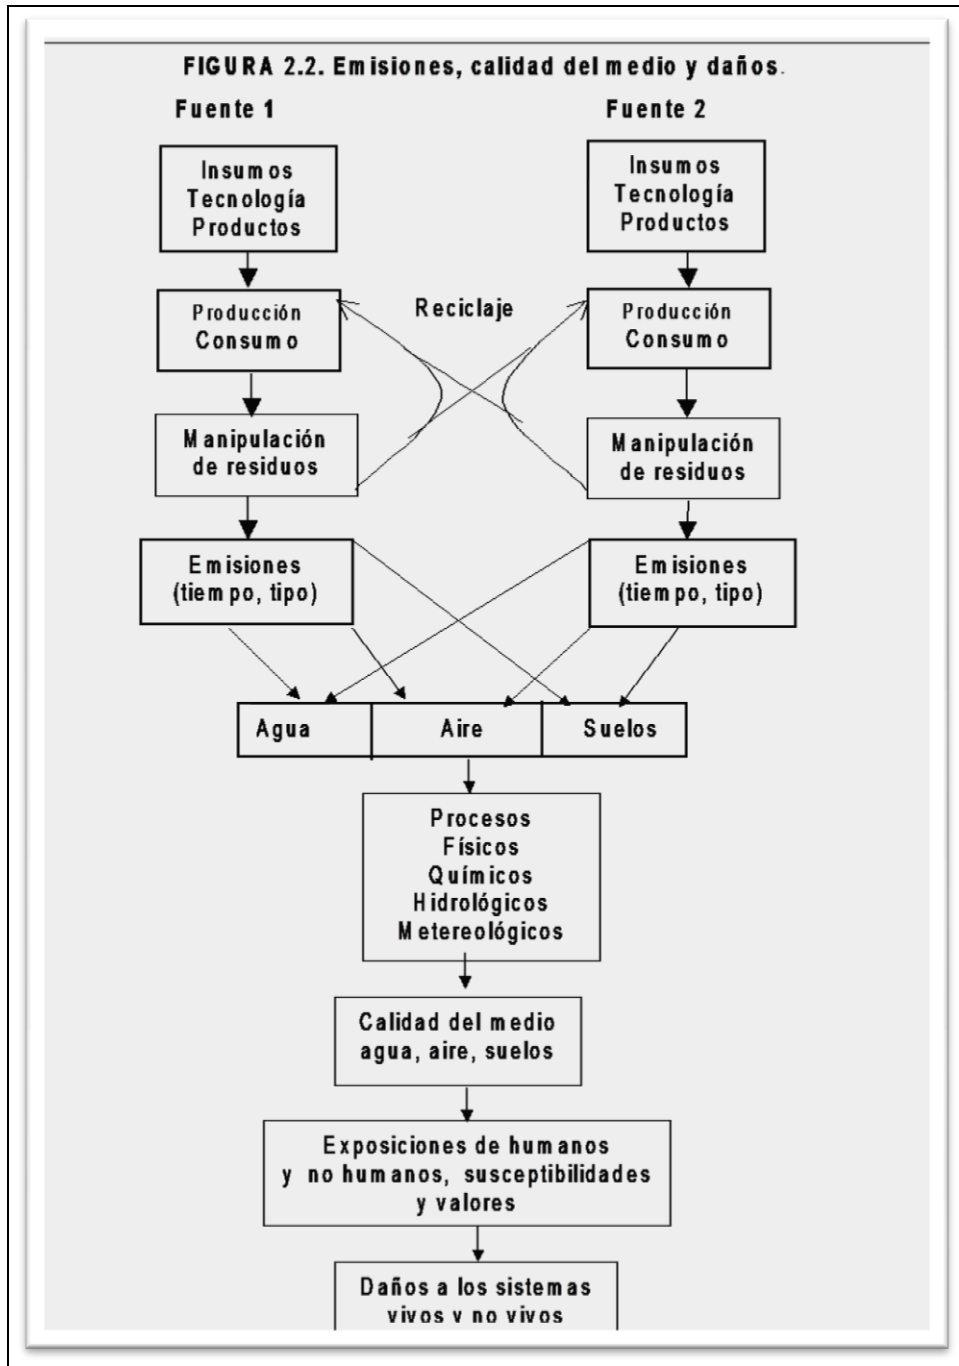 FIGURA 2.2. Emisiones, calidad del medio y daños.
Fuente 1
Fuente 2
Insumos
Tecnología
Productos
Insumos
Tecnología
Productos
Producción
Consumo
Reciclaje
Producción
Consumo
Manipulación
de residuos
Manipulación
de residuos
Emisiones
(tiempo, tipo)
Emisiones
(tiempo, tipo)
Agua
Aire
Suelos
Procesos
Físicos
Químicos
Hidrológicos
Metereológicos
Calidad del medio
agua, aire, suelos
Exposiciones de humanos
y no humanos, susceptibilidades
y valores
Daños a los sistemas
vivos y no vivos